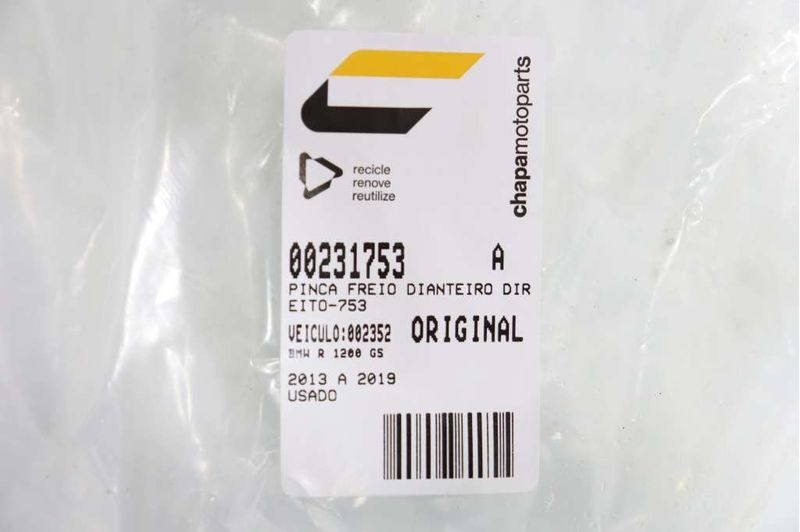 chapamotoparts
recicle
renove
reutilize
00231753 A
PINCA FREIO DIANTEIRO DIR
EITO-753
VEICULO:002352 ORIGINAL
BMW R 1200 GS
2013 A 2019
USADO